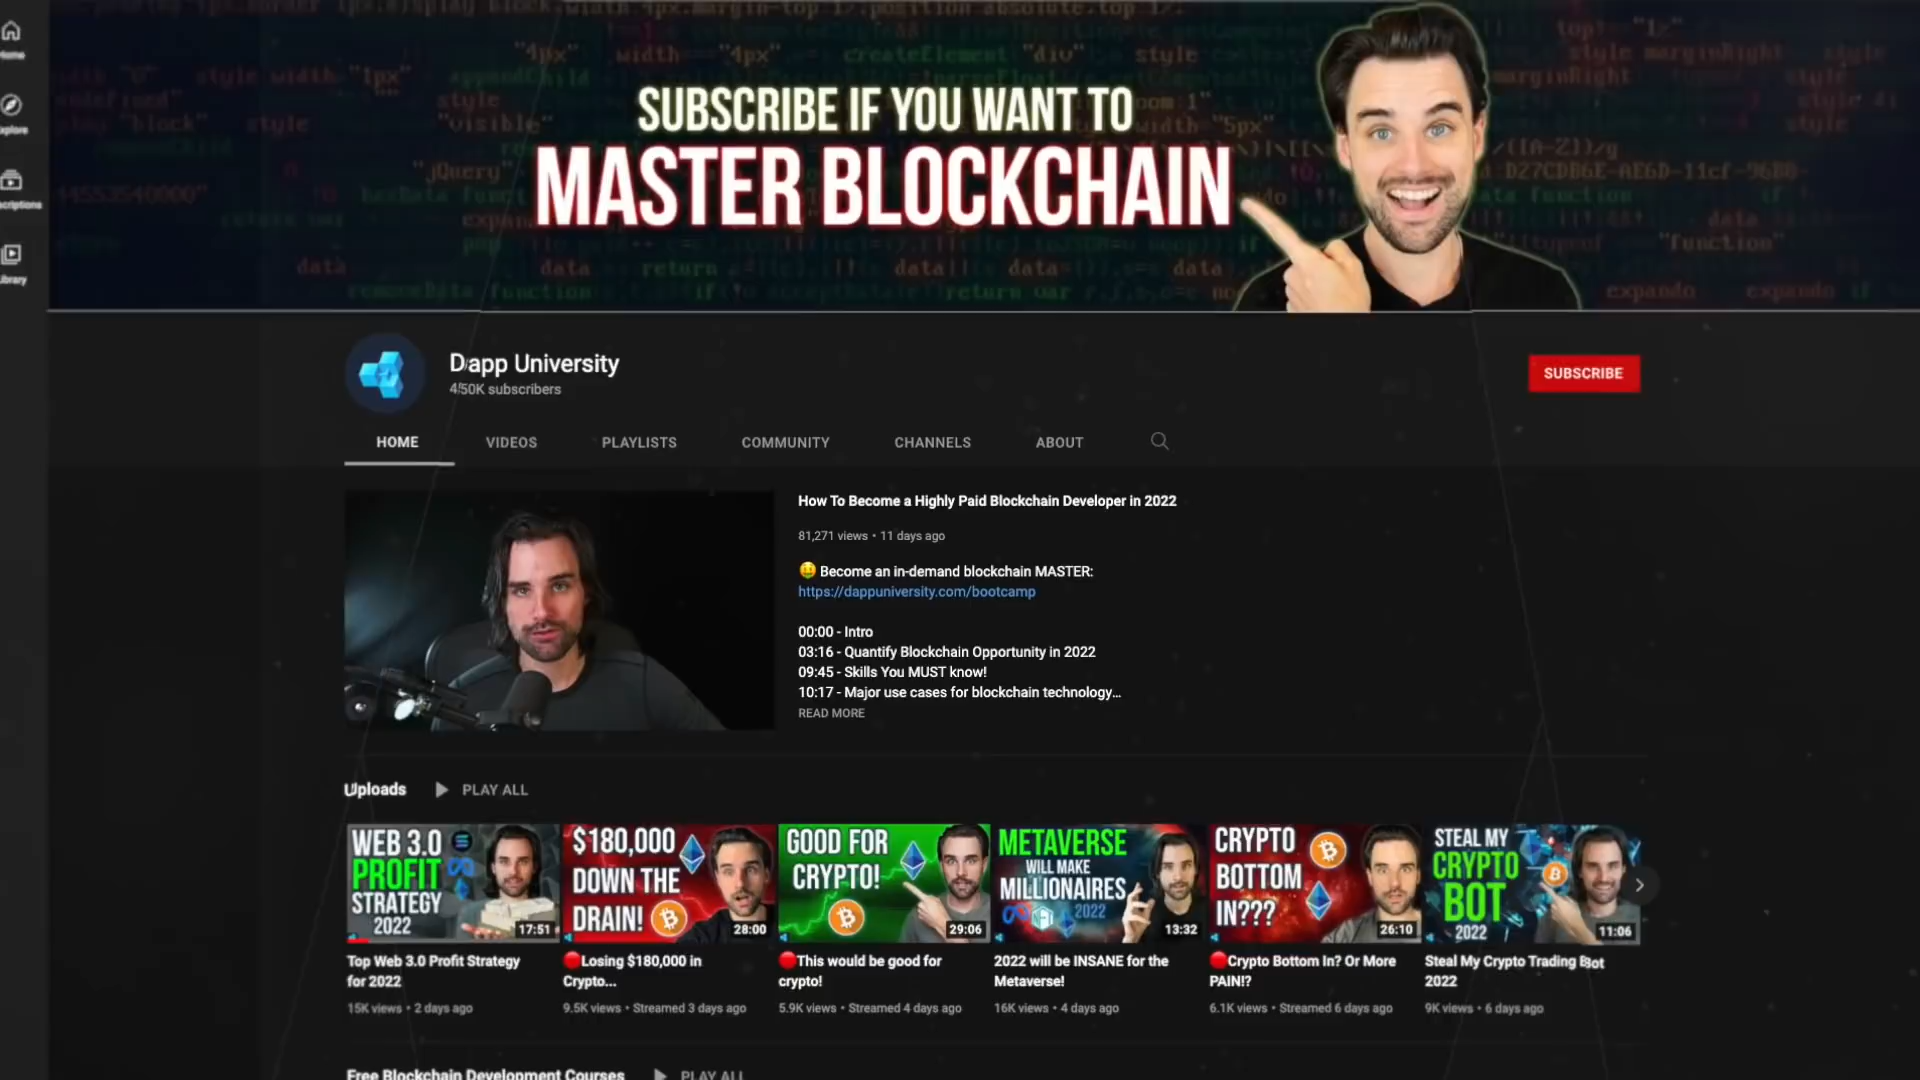 SUBSCRIBE IF YOU WANT TO
MASTER BLOCKCHAIN
Dapp University
450K subscribers
SUBSCRIBE
HOME VIDEOS PLAYLISTS COMMUNITY CHANNELS ABOUT
How To Become a Highly Paid Blockchain Developer in 2022
81,271 views • 11 days ago
🤑 Become an in-demand blockchain MASTER:
https://dappuniversity.com/bootcamp
00:00 - Intro
03:16 - Quantify Blockchain Opportunity in 2022
09:45 - Skills You MUST know!
10:17 - Major use cases for blockchain technology...
READ MORE
Uploads PLAY ALL
WEB 3.0
PROFIT
STRATEGY
2022
17:51
$180,000
DOWN THE
DRAIN!
28:00
GOOD FOR
CRYPTO!
29:06
METAVERSE
WILL MAKE
MILLIONAIRES
2022
13:32
CRYPTO
BOTTOM
IN???
26:10
STEAL MY
CRYPTO
BOT
2022
11:06
Top Web 3.0 Profit Strategy
for 2022
15K views • 2 days ago
🔴Losing $180,000 in
Crypto...
9.5K views • Streamed 3 days ago
🔴This would be good for
crypto!
5.9K views • Streamed 4 days ago
2022 will be INSANE for the
Metaverse!
16K views • 4 days ago
🔴Crypto Bottom In? Or More
PAIN!?
6.1K views • Streamed 6 days ago
Steal My Crypto Trading Bot
2022
9K views • 6 days ago
Free Blockchain Development Courses PLAY ALL